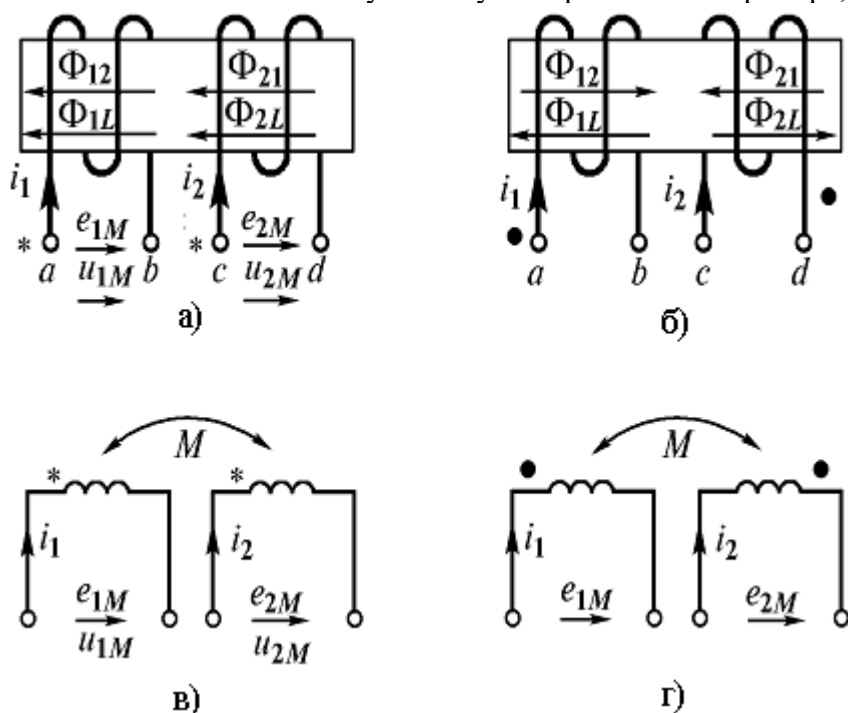 Φ12 Φ21
Φ1L Φ2L
i1 i2
e1M e2M
* a b * c d
u1M u2M
а)
Φ12 Φ21
Φ1L Φ2L
i1 i2
a b c d
б)
M
* *
i1 i2
e1M e2M
u1M u2M
в)
M
i1 i2
e1M e2M
г)